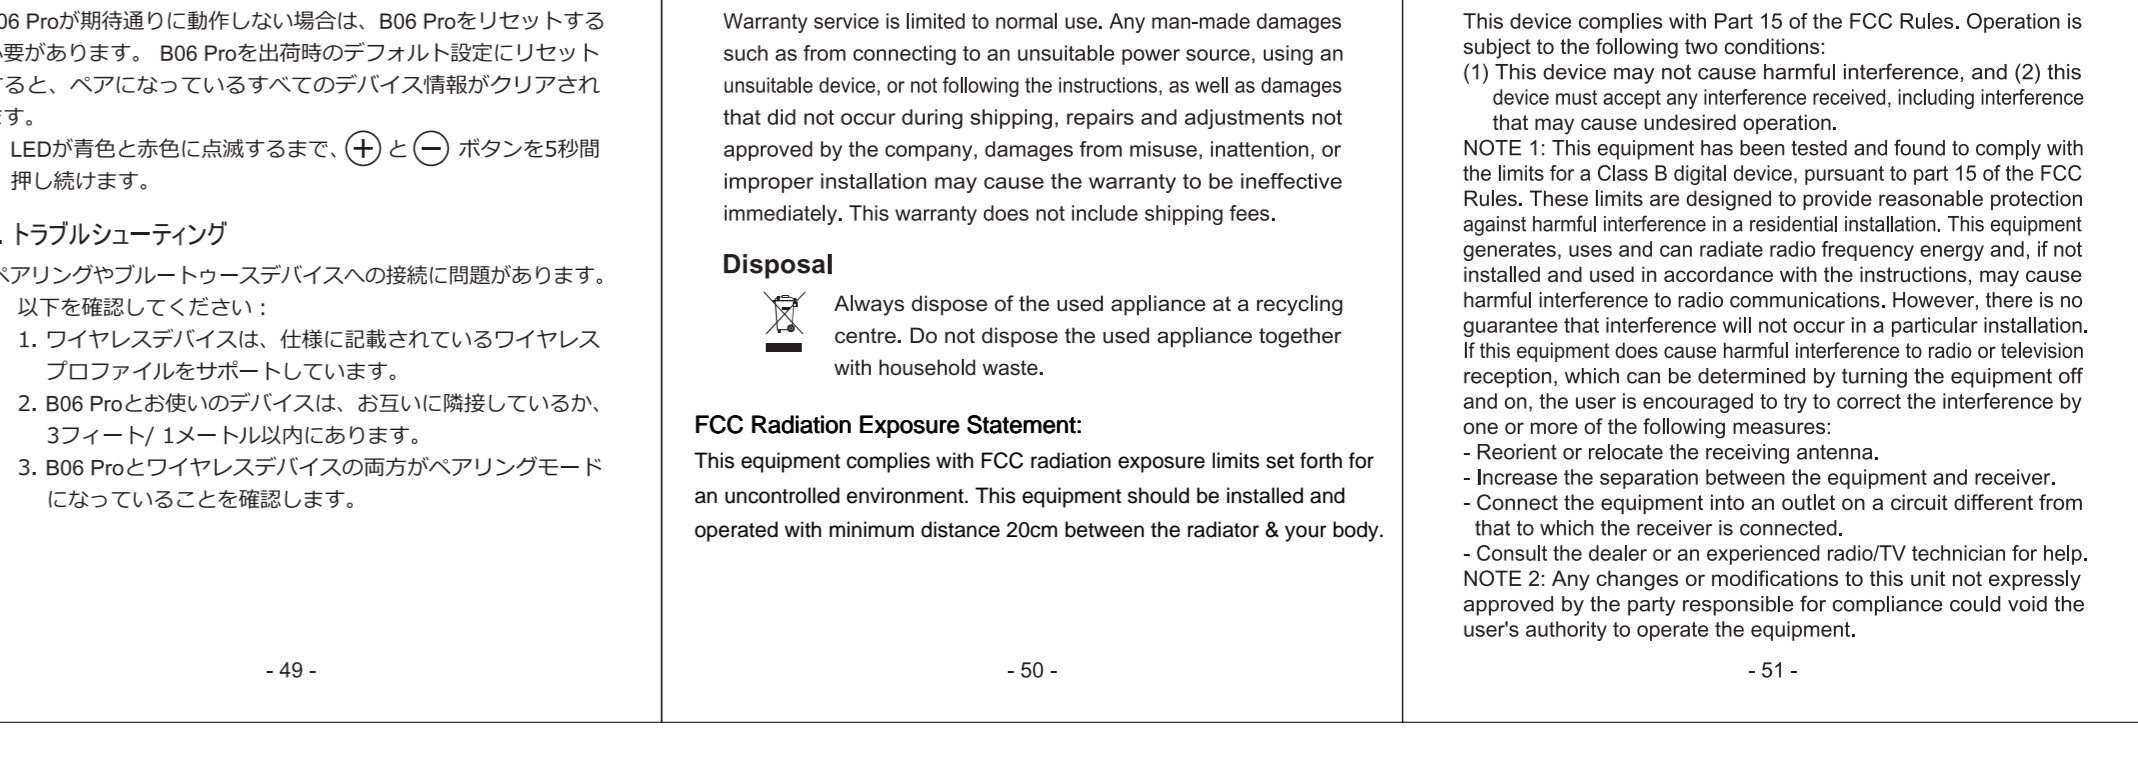 06 Proが期待通りに動作しない場合は、B06 Proをリセットする
要があります。 B06 Proを出荷時のデフォルト設定にリセット
ると、ペアになっているすべてのデバイス情報がクリアされ
す。
LEDが青色と赤色に点滅するまで、⊕ と ⊖ ボタンを5秒間
押し続けます。
. トラブルシューティング
ペアリングやブルートゥースデバイスへの接続に問題があります。
以下を確認してください：
1. ワイヤレスデバイスは、仕様に記載されているワイヤレス
プロファイルをサポートしています。
2. B06 Proとお使いのデバイスは、お互いに隣接しているか、
3フィート/ 1メートル以内にあります。
3. B06 Proとワイヤレスデバイスの両方がペアリングモード
になっていることを確認します。
- 49 -
Warranty service is limited to normal use. Any man-made damages
such as from connecting to an unsuitable power source, using an
unsuitable device, or not following the instructions, as well as damages
that did not occur during shipping, repairs and adjustments not
approved by the company, damages from misuse, inattention, or
improper installation may cause the warranty to be ineffective
immediately. This warranty does not include shipping fees.
Disposal
Always dispose of the used appliance at a recycling
centre. Do not dispose the used appliance together
with household waste.
FCC Radiation Exposure Statement:
This equipment complies with FCC radiation exposure limits set forth for
an uncontrolled environment. This equipment should be installed and
operated with minimum distance 20cm between the radiator & your body.
- 50 -
This device complies with Part 15 of the FCC Rules. Operation is
subject to the following two conditions:
(1) This device may not cause harmful interference, and (2) this
device must accept any interference received, including interference
that may cause undesired operation.
NOTE 1: This equipment has been tested and found to comply with
the limits for a Class B digital device, pursuant to part 15 of the FCC
Rules. These limits are designed to provide reasonable protection
against harmful interference in a residential installation. This equipment
generates, uses and can radiate radio frequency energy and, if not
installed and used in accordance with the instructions, may cause
harmful interference to radio communications. However, there is no
guarantee that interference will not occur in a particular installation.
If this equipment does cause harmful interference to radio or television
reception, which can be determined by turning the equipment off
and on, the user is encouraged to try to correct the interference by
one or more of the following measures:
- Reorient or relocate the receiving antenna.
- Increase the separation between the equipment and receiver.
- Connect the equipment into an outlet on a circuit different from
that to which the receiver is connected.
- Consult the dealer or an experienced radio/TV technician for help.
NOTE 2: Any changes or modifications to this unit not expressly
approved by the party responsible for compliance could void the
user's authority to operate the equipment.
- 51 -